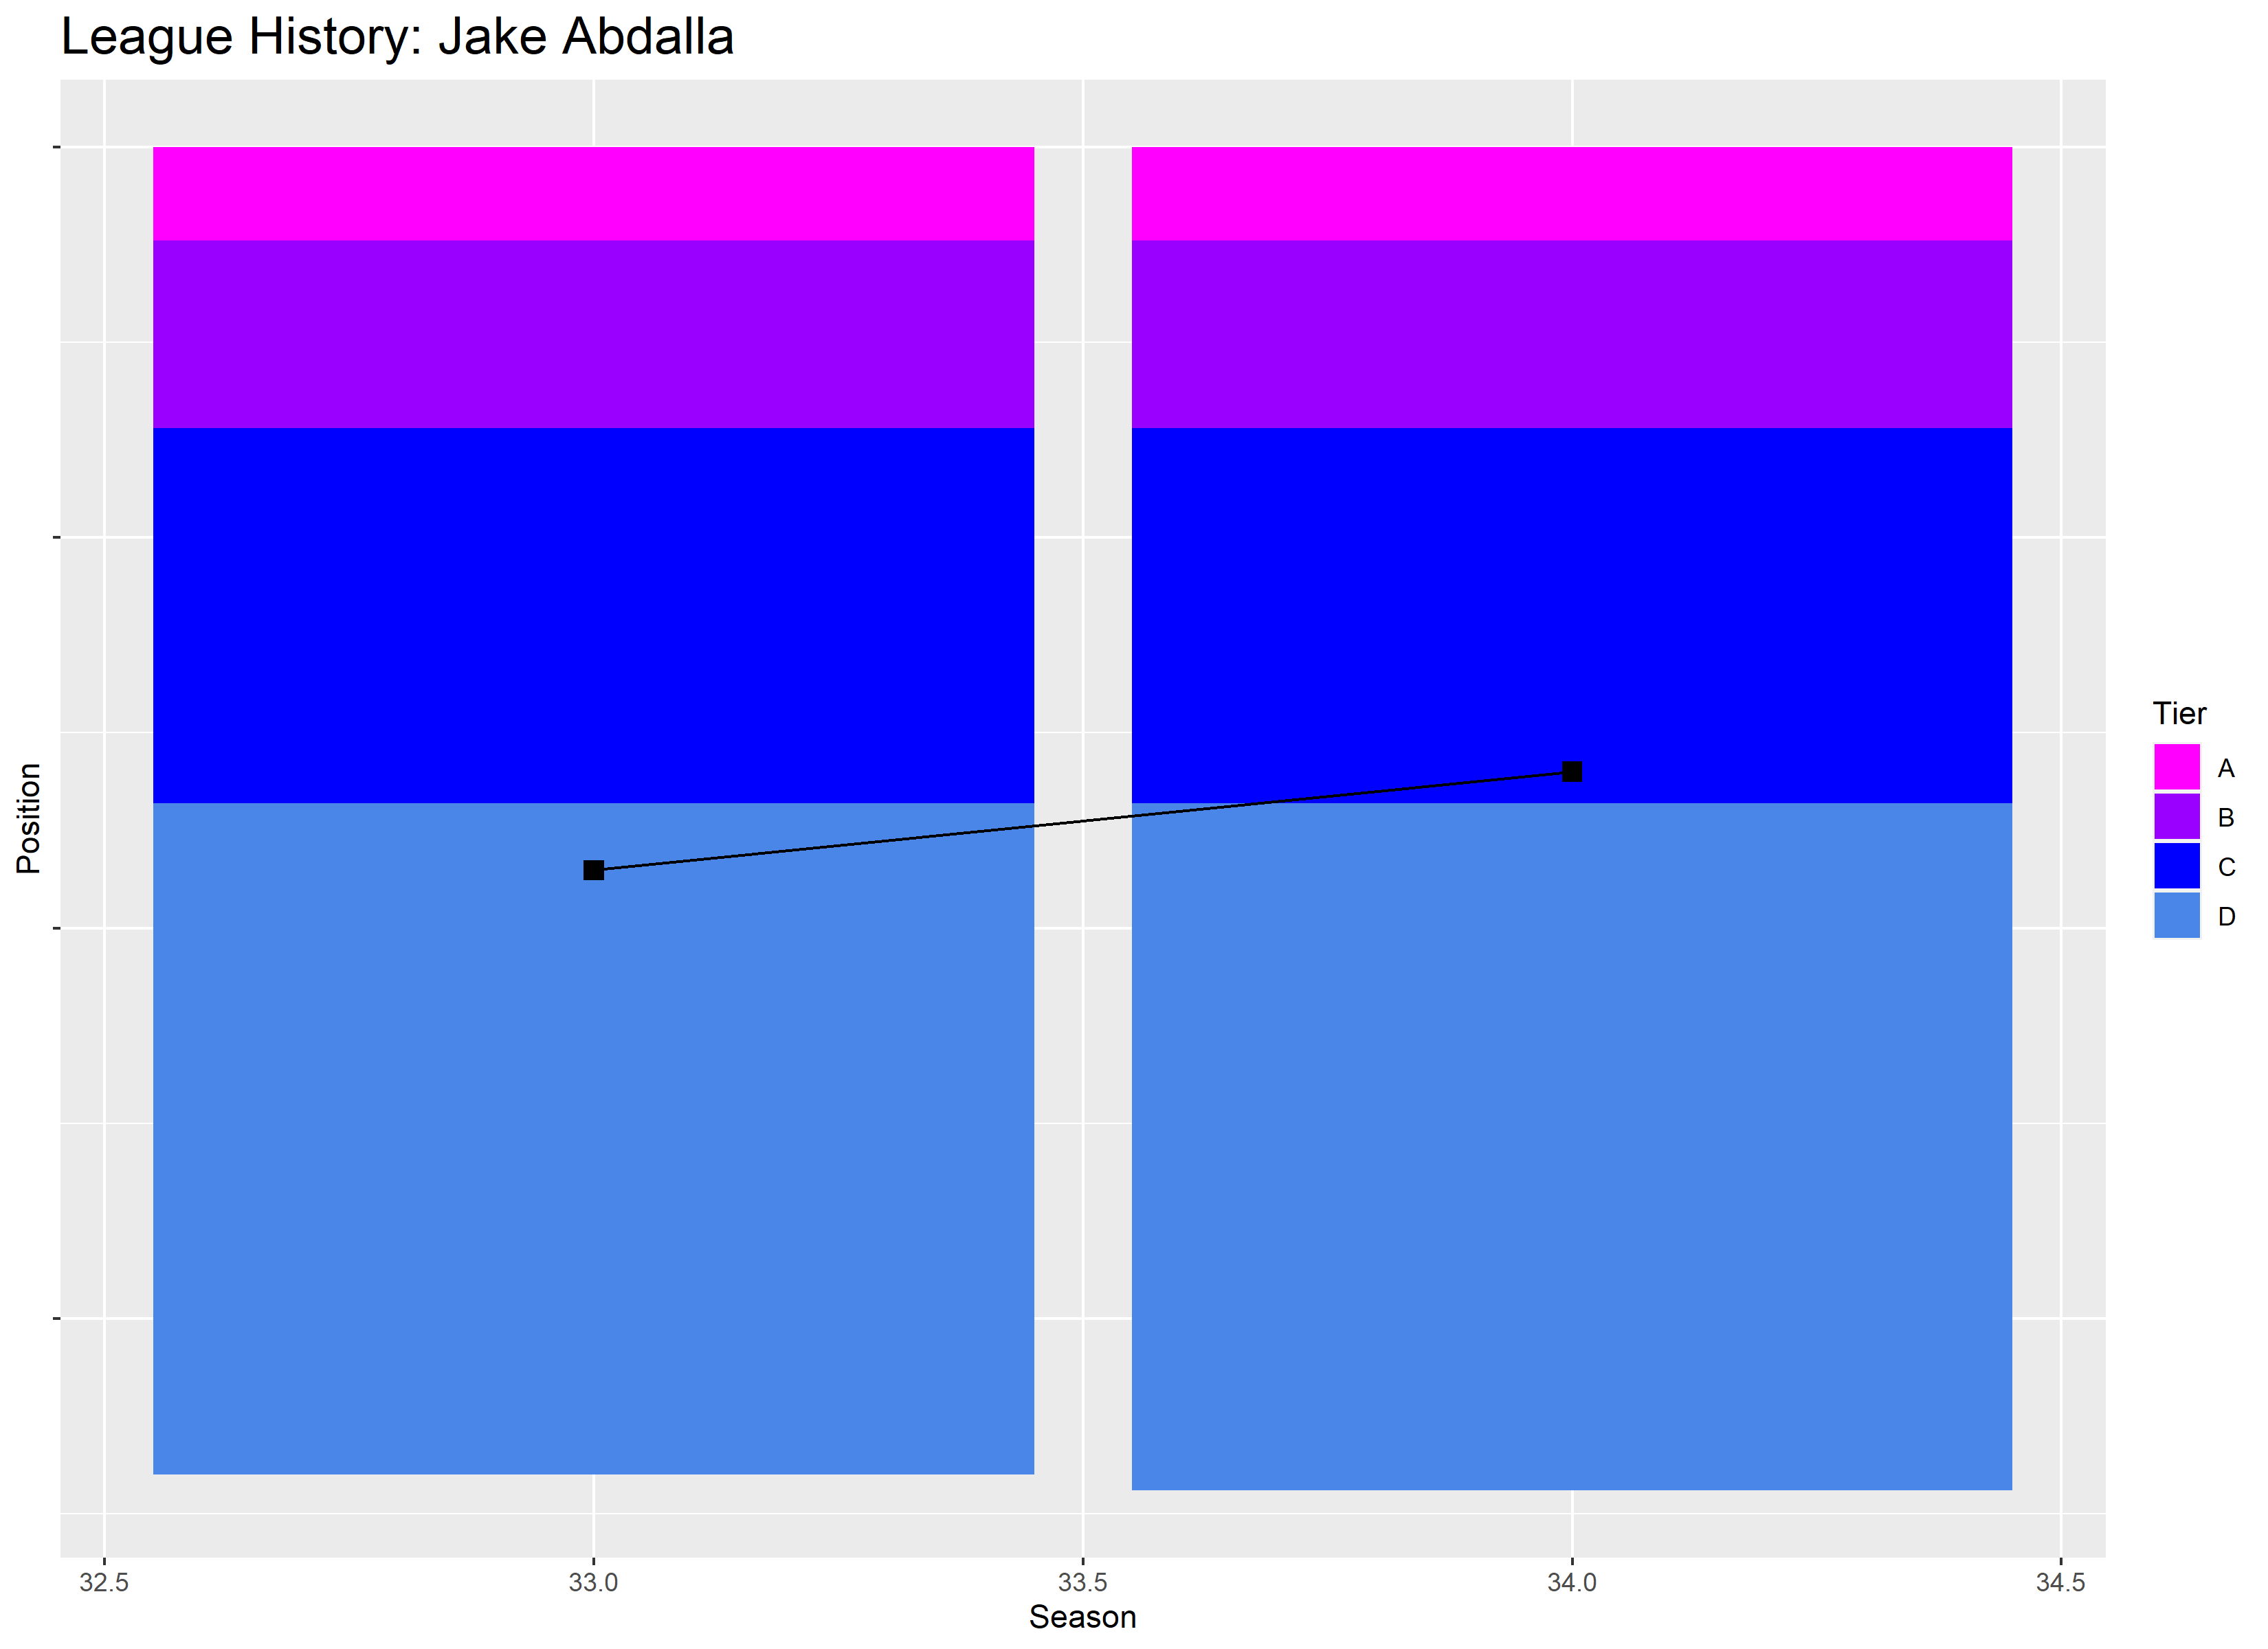 League History: Jake Abdalla
Position
Tier
A
B
C
D
32.5
33.0
33.5
34.0
34.5
Season